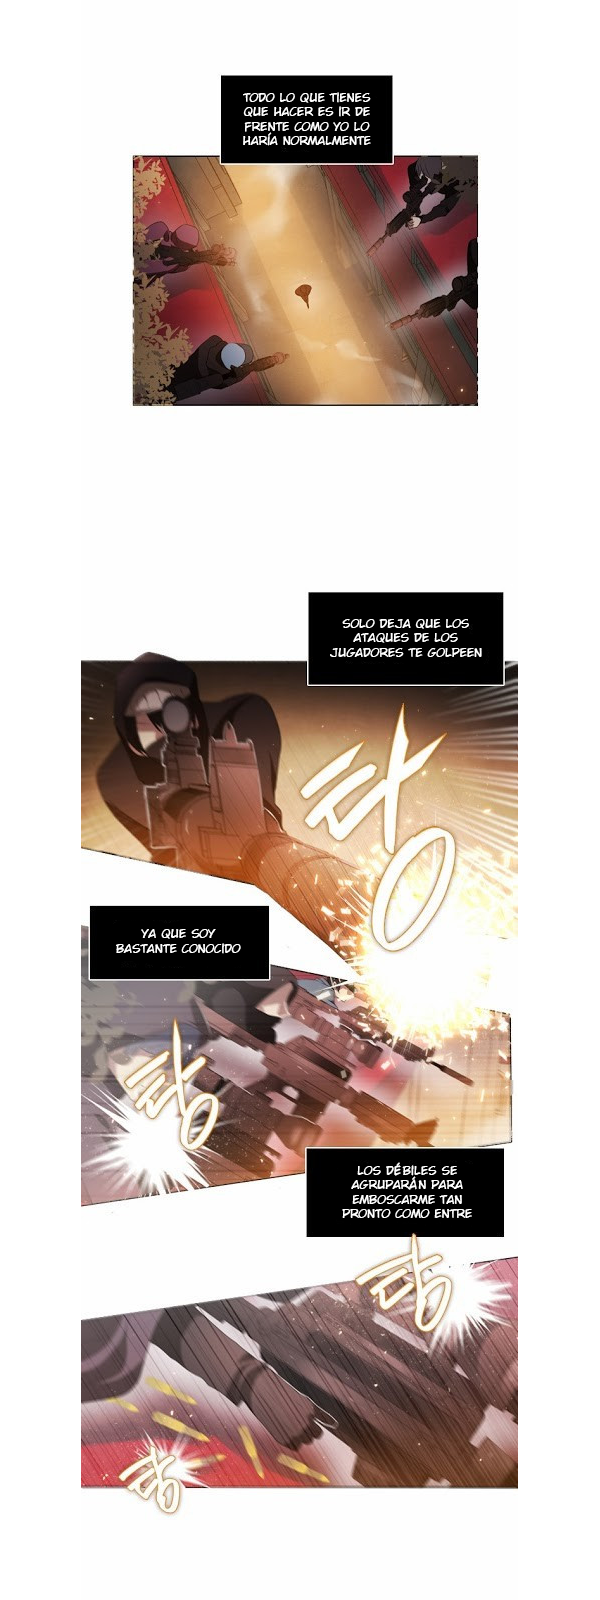 TODO LO QUE TIENES
QUE HACER ES IR DE
FRENTE COMO YO LO
HARÍA NORMALMENTE
SOLO DEJA QUE LOS
ATAQUES DE LOS
JUGADORES TE GOLPEEN
탕
YA QUE SOY
BASTANTE CONOCIDO
탕
LOS DÉBILES SE
AGRUPARÁN PARA
EMBOSCARME TAN
PRONTO COMO ENTRE
탕
탕